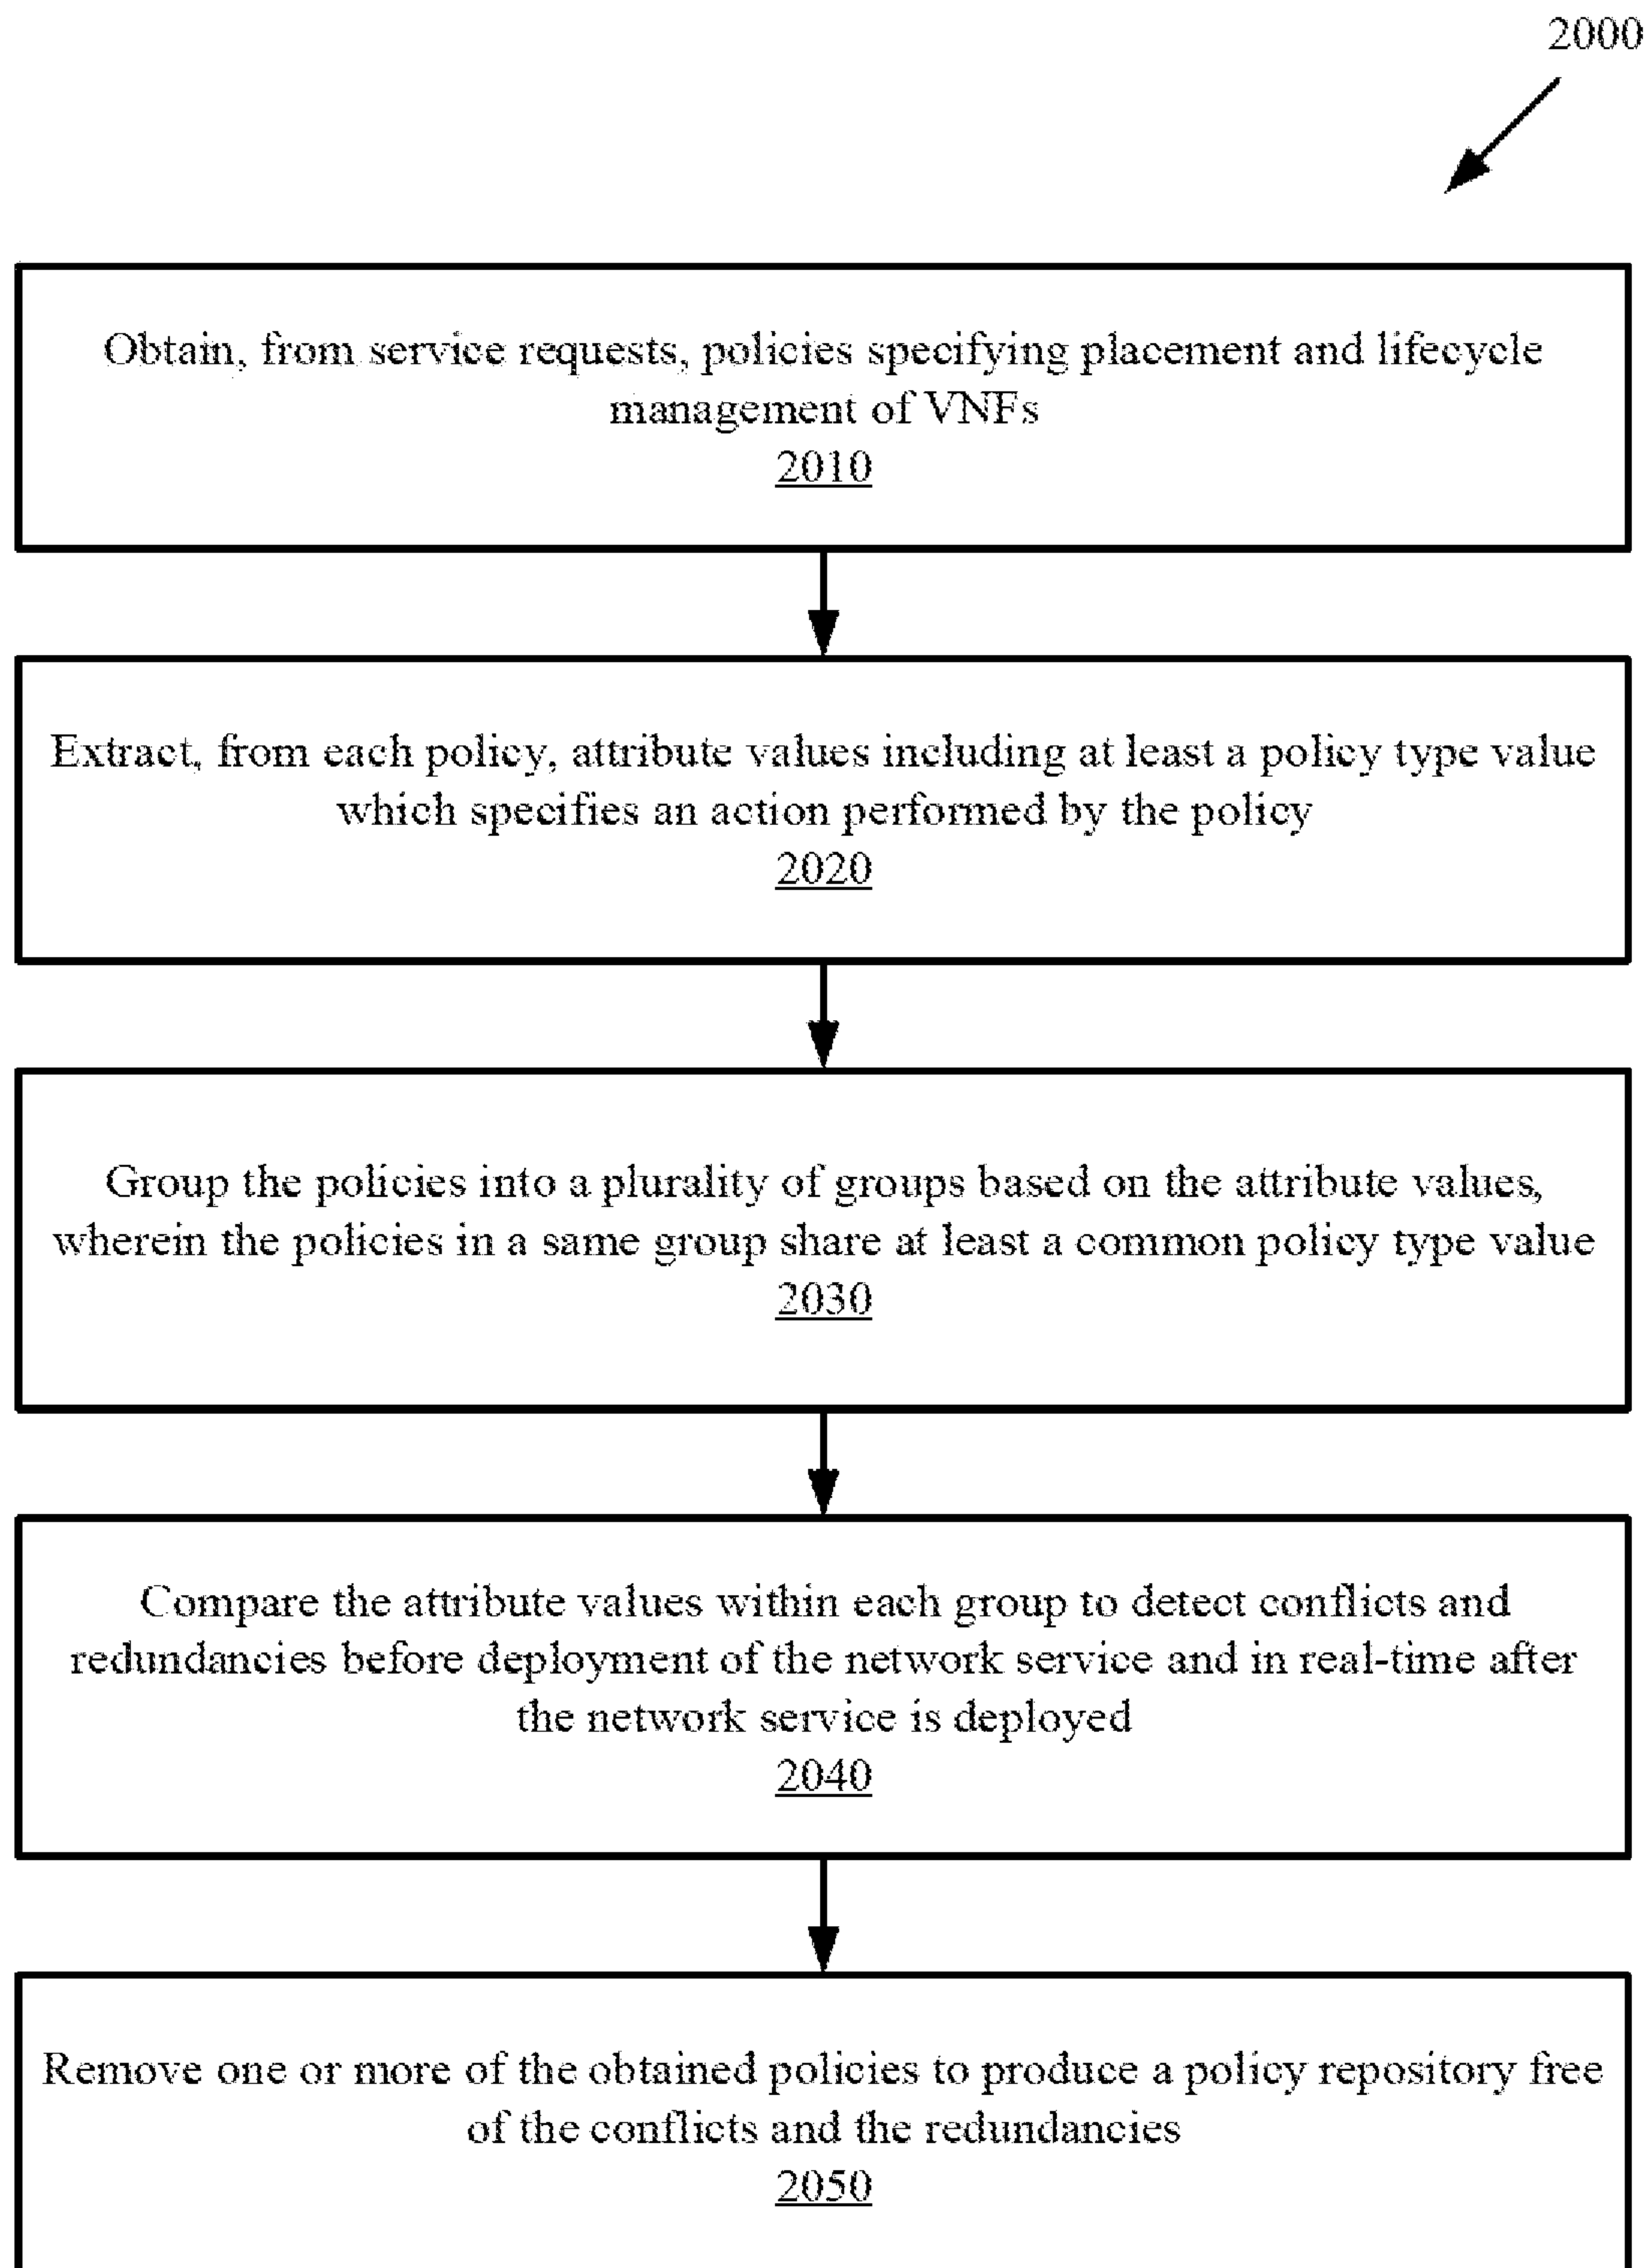 2000
Obtain, from service requests, policies specifying placement and lifecycle
management of VNFs
2010
Extract, from each policy, attribute values including at least a policy type value
which specifies an action performed by the policy
2020
Group the policies into a plurality of groups based on the attribute values,
wherein the policies in a same group share at least a common policy type value
2030
Compare the attribute values within each group to detect conflicts and
redundancies before deployment of the network service and in real-time after
the network service is deployed
2040
Remove one or more of the obtained policies to produce a policy repository free
of the conflicts and the redundancies
2050